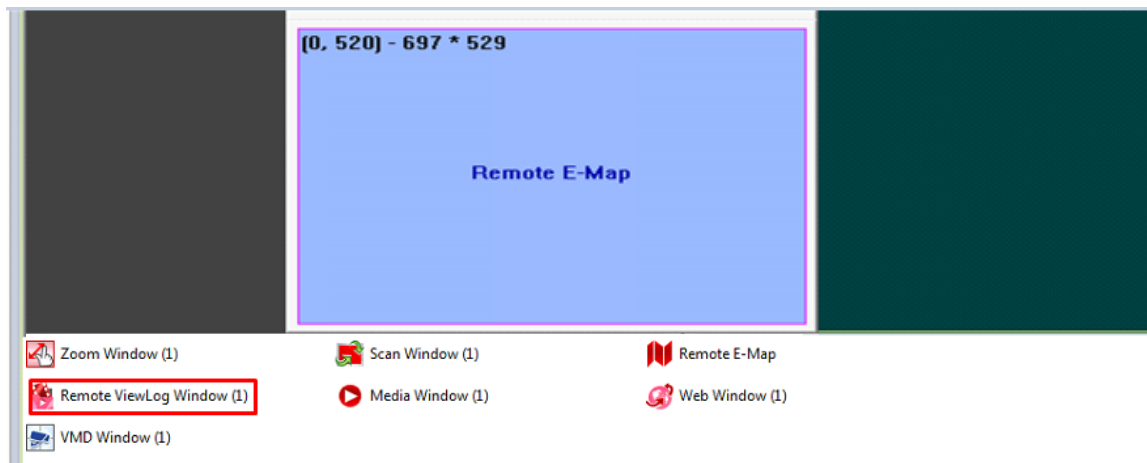 (0, 520) - 697 * 529
Remote E-Map
Zoom Window (1)
Scan Window (1)
Remote E-Map
Remote ViewLog Window (1)
Media Window (1)
Web Window (1)
VMD Window (1)